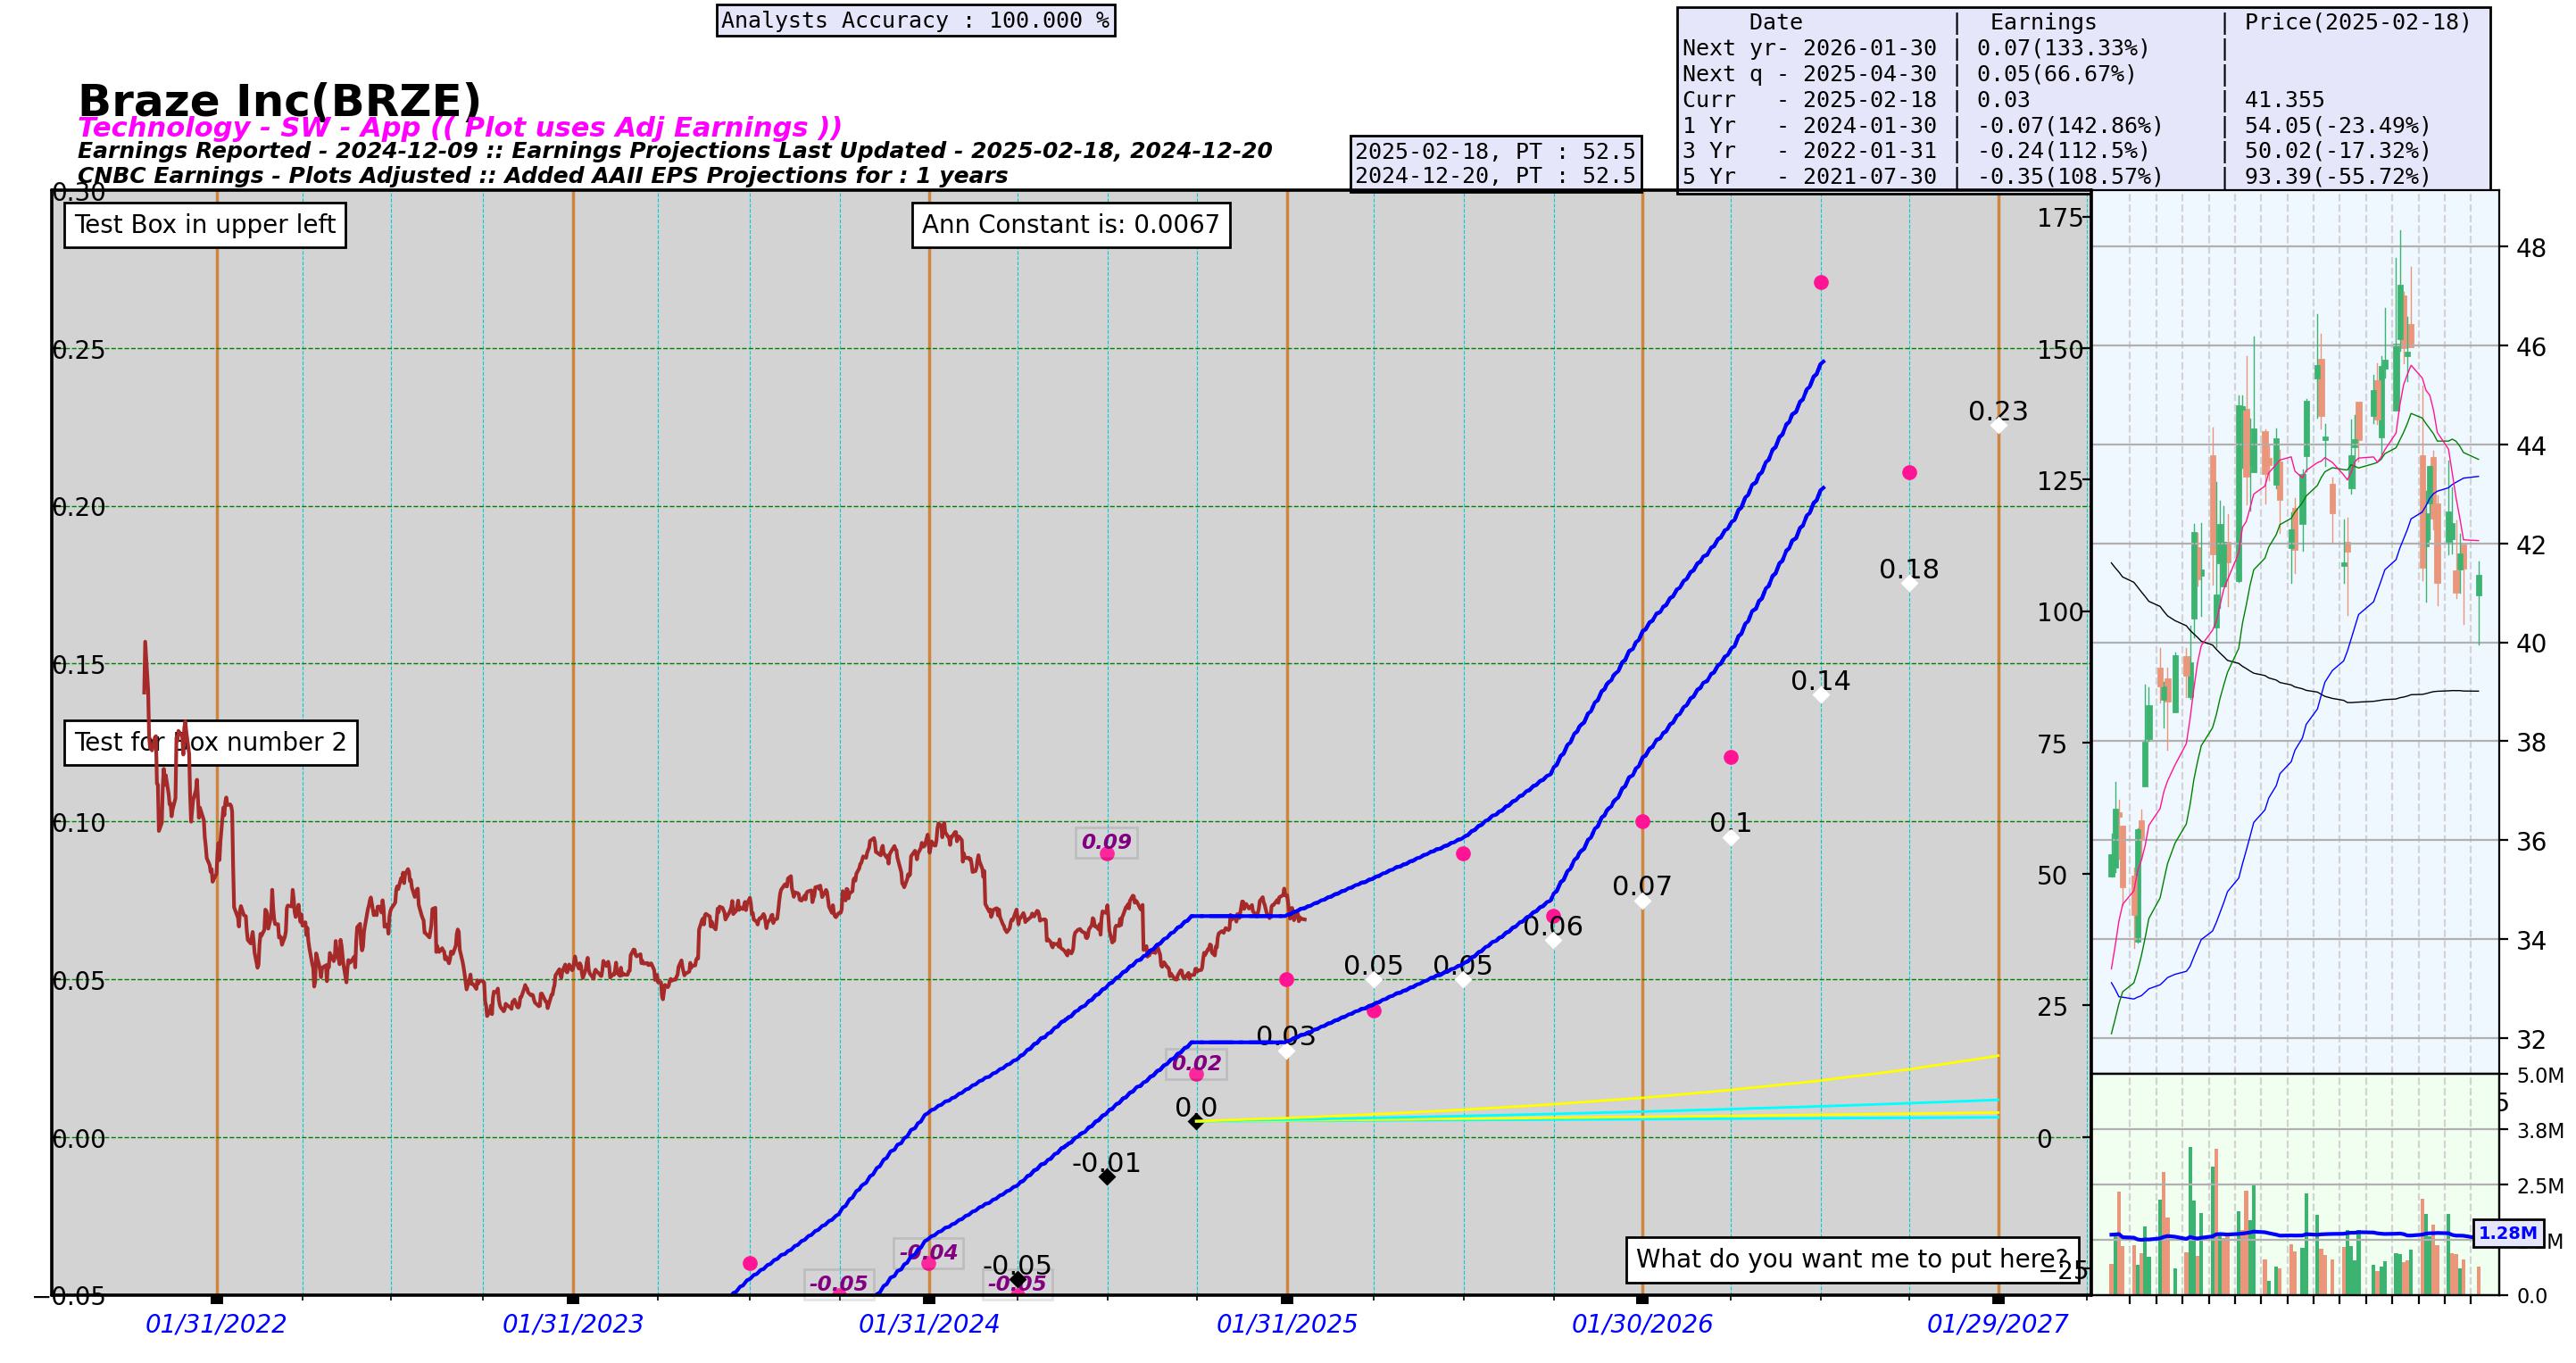 Analysts Accuracy : 100.000 %
Date | Earnings | Price(2025-02-18)
Next yr- 2026-01-30 | 0.07(133.33%) |
Next q - 2025-04-30 | 0.05(66.67%) |
Curr - 2025-02-18 | 0.03 | 41.355
1 Yr - 2024-01-30 | -0.07(142.86%) | 54.05(-23.49%)
3 Yr - 2022-01-31 | -0.24(112.5%) | 50.02(-17.32%)
5 Yr - 2021-07-30 | -0.35(108.57%) | 93.39(-55.72%)
Braze Inc(BRZE)
Technology - SW - App (( Plot uses Adj Earnings ))
Earnings Reported - 2024-12-09 :: Earnings Projections Last Updated - 2025-02-18, 2024-12-20
CNBC Earnings - Plots Adjusted :: Added AAII EPS Projections for : 1 years
2025-02-18, PT : 52.5
2024-12-20, PT : 52.5
Test Box in upper left
Ann Constant is: 0.0067
Test for Box number 2
What do you want me to put here?
0.30
0.25
0.20
0.15
0.10
0.05
0.00
−0.05
0.09
0.02
-0.04
-0.05
-0.05
-0.05
-0.01
0.0
0.03
0.05
0.05
0.06
0.07
0.1
0.14
0.18
0.23
175
150
125
100
75
50
25
0
−25
48
46
44
42
40
38
36
34
32
5.0M
5
3.8M
2.5M
1.28M
M
0.0
01/31/2022
01/31/2023
01/31/2024
01/31/2025
01/30/2026
01/29/2027